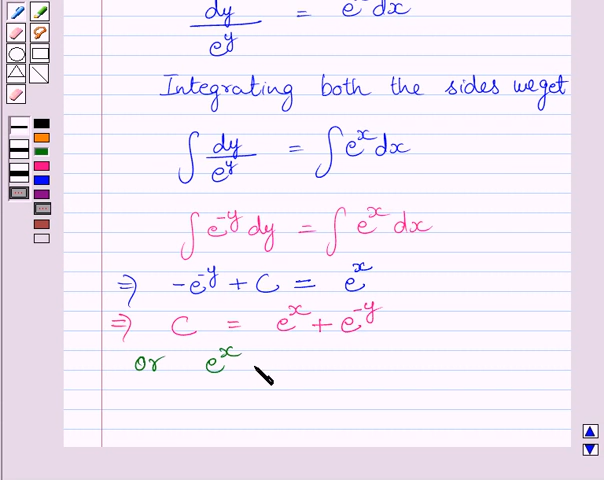 dy/e^y = e^x dx
Integrating both the sides we get
∫ dy/e^y = ∫ e^x dx
∫ e^-y dy = ∫ e^x dx
⇒ -e^-y + C = e^x
⇒ C = e^x + e^-y
or e^x